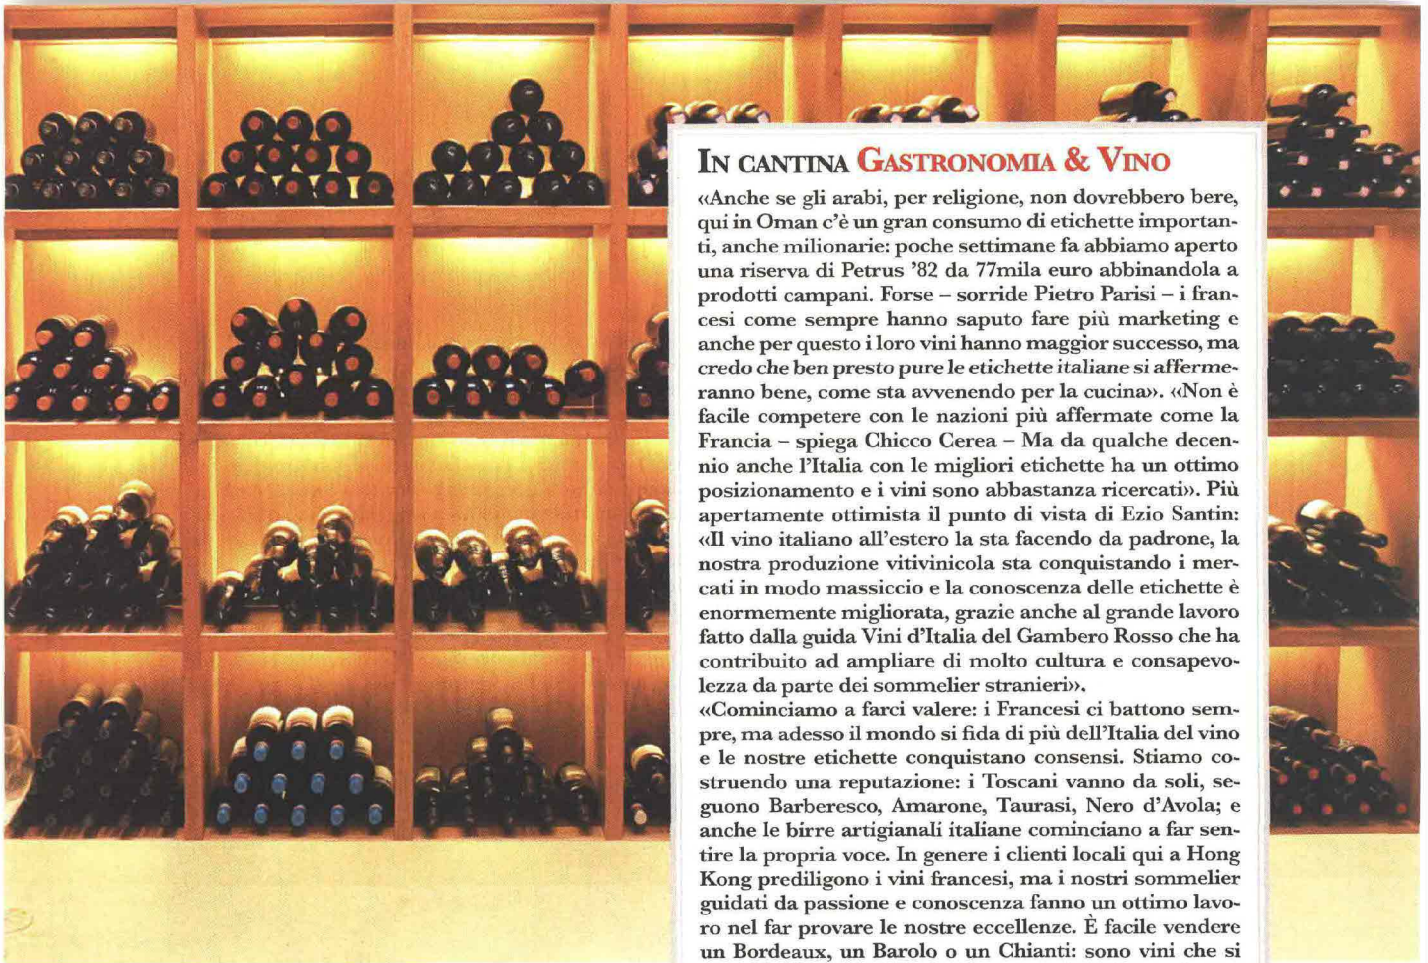 IN CANTINA GASTRONOMIA & VINO
«Anche se gli arabi, per religione, non dovrebbero bere,
qui in Oman c'è un gran consumo di etichette importan-
ti, anche milionarie: poche settimane fa abbiamo aperto
una riserva di Petrus '82 da 77mila euro abbinandola a
prodotti campani. Forse – sorride Pietro Parisi – i fran-
cesi come sempre hanno saputo fare più marketing e
anche per questo i loro vini hanno maggior successo, ma
credo che ben presto pure le etichette italiane si afferme-
ranno bene, come sta avvenendo per la cucina». «Non è
facile competere con le nazioni più affermate come la
Francia – spiega Chicco Cerea – Ma da qualche decen-
nio anche l'Italia con le migliori etichette ha un ottimo
posizionamento e i vini sono abbastanza ricercati». Più
apertamente ottimista il punto di vista di Ezio Santin:
«Il vino italiano all'estero la sta facendo da padrone, la
nostra produzione vitivinicola sta conquistando i mer-
cati in modo massiccio e la conoscenza delle etichette è
enormemente migliorata, grazie anche al grande lavoro
fatto dalla guida Vini d'Italia del Gambero Rosso che ha
contribuito ad ampliare di molto cultura e consapevo-
lezza da parte dei sommelier stranieri».
«Cominciamo a farci valere: i Francesi ci battono sem-
pre, ma adesso il mondo si fida di più dell'Italia del vino
e le nostre etichette conquistano consensi. Stiamo co-
struendo una reputazione: i Toscani vanno da soli, se-
guono Barberesco, Amarone, Taurasi, Nero d'Avola; e
anche le birre artigianali italiane cominciano a far sen-
tire la propria voce. In genere i clienti locali qui a Hong
Kong prediligono i vini francesi, ma i nostri sommelier
guidati da passione e conoscenza fanno un ottimo lavo-
ro nel far provare le nostre eccellenze. È facile vendere
un Bordeaux, un Barolo o un Chianti: sono vini che si